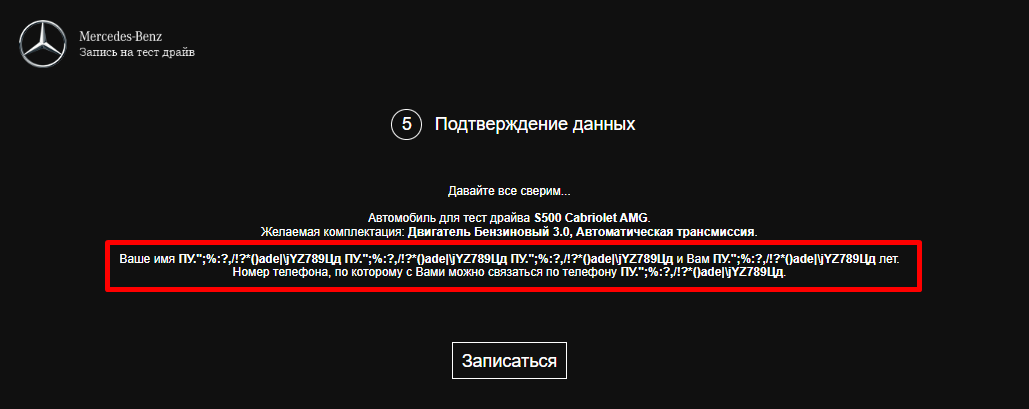 Mercedes-Benz
Запись на тест драйв
5 Подтверждение данных
Давайте все сверим...
Автомобиль для тест драйва S500 Cabriolet AMG.
Желаемая комплектация: Двигатель Бензиновый 3.0, Автоматическая трансмиссия.
Ваше имя ПУ.";%:?,/!?*()ade|\jYZ789Цд ПУ.";%:?,/!?*()ade|\jYZ789Цд ПУ.";%:?,/!?*()ade|\jYZ789Цд и Вам ПУ.";%:?,/!?*()ade|\jYZ789Цд лет.
Номер телефона, по которому с Вами можно связаться по телефону ПУ.";%:?,/!?*()ade|\jYZ789Цд.
Записаться